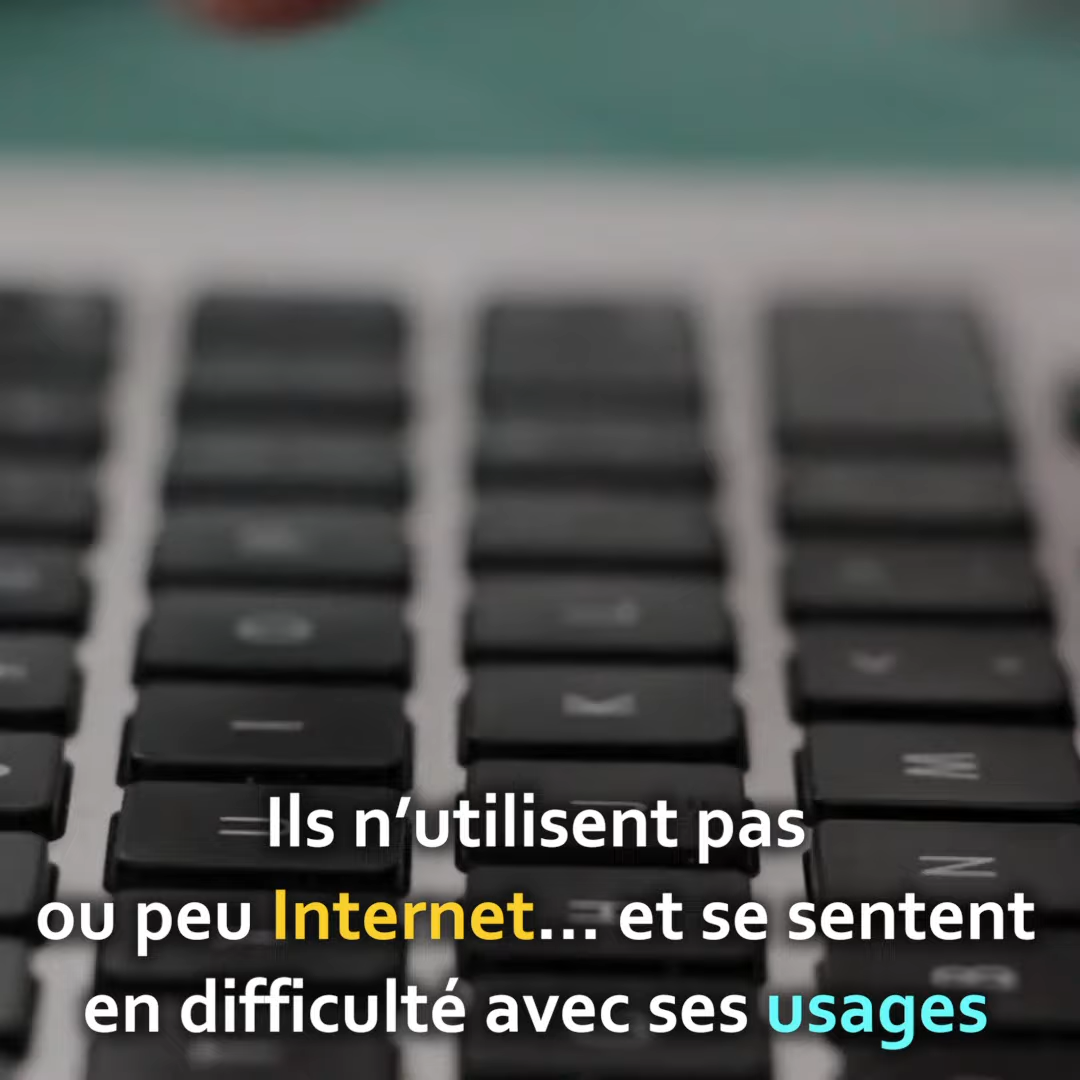 Ils n’utilisent pas
ou peu Internet... et se sentent
en difficulté avec ses usages
O
I
K
M
N
B